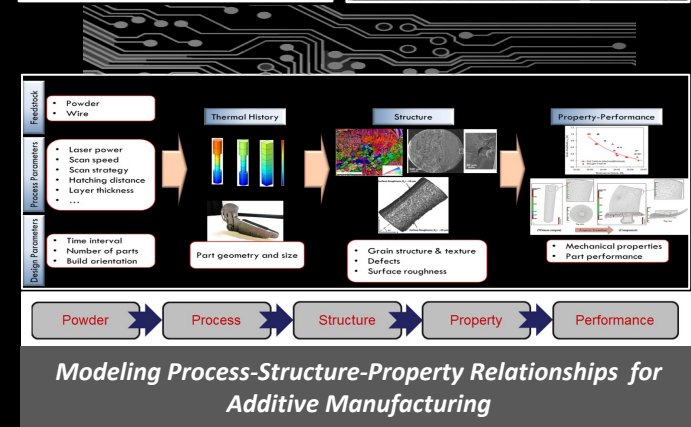 Feedstock
• Powder
• Wire
Process Parameters
• Laser power
• Scan speed
• Scan strategy
• Hatching distance
• Layer thickness
• ...
Design Parameters
• Time interval
• Number of parts
• Build orientation
Thermal History
Part geometry and size
Structure
• Grain structure & texture
• Defects
• Surface roughness
Property-Performance
• Mechanical properties
• Part performance
Powder
Process
Structure
Property
Performance
Modeling Process-Structure-Property Relationships for
Additive Manufacturing